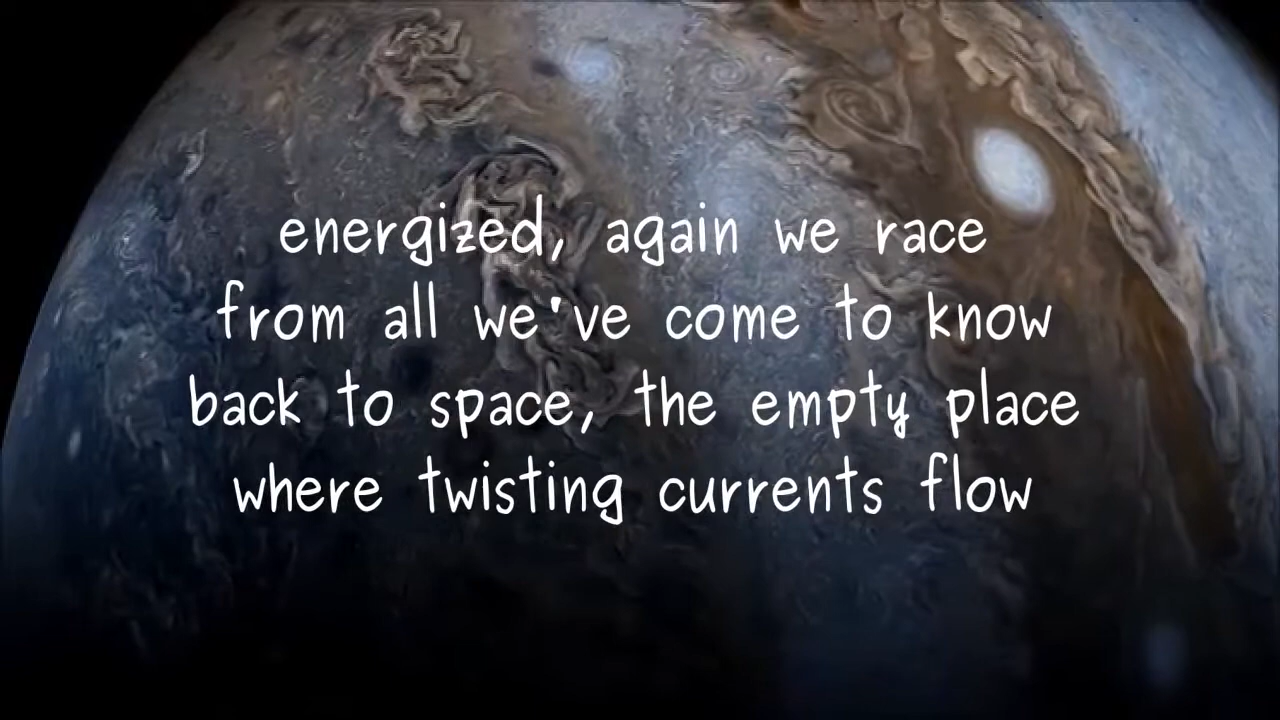 energized, again we race
from all we've come to know
back to space, the empty place
where twisting currents flow